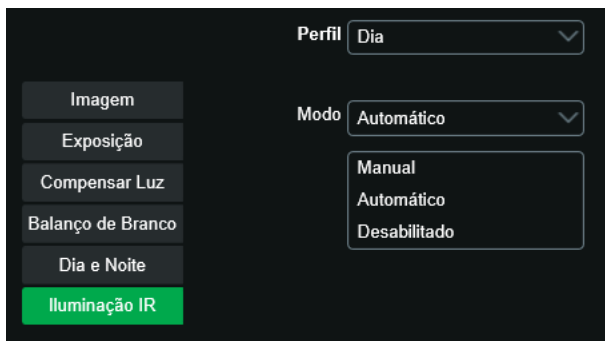 Perfil Dia
Imagem
Modo Automático
Exposição
Manual
Compensar Luz
Automático
Balanço de Branco
Desabilitado
Dia e Noite
Iluminação IR